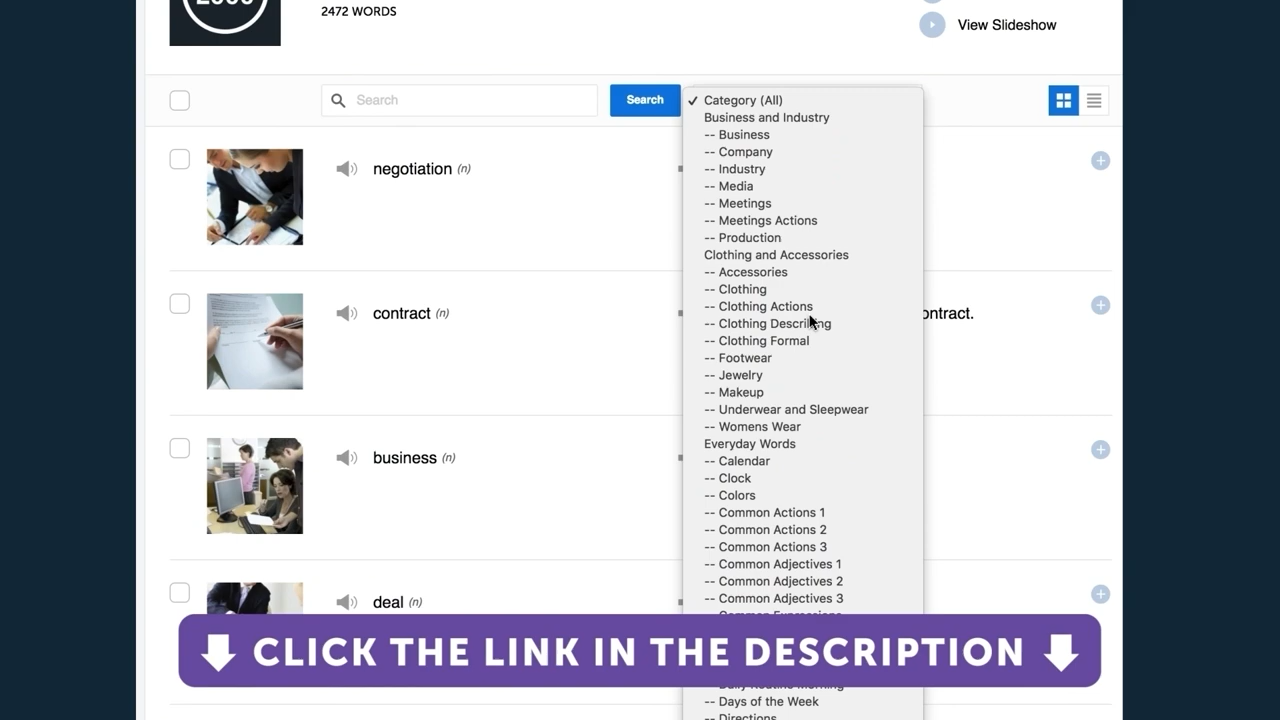 2472 WORDS
View Slideshow
Search
Search
Category (All)
Business and Industry
-- Business
-- Company
-- Industry
-- Media
-- Meetings
-- Meetings Actions
-- Production
Clothing and Accessories
-- Accessories
-- Clothing
-- Clothing Actions
-- Clothing Describing
-- Clothing Formal
-- Footwear
-- Jewelry
-- Makeup
-- Underwear and Sleepwear
-- Womens Wear
Everyday Words
-- Calendar
-- Clock
-- Colors
-- Common Actions 1
-- Common Actions 2
-- Common Actions 3
-- Common Adjectives 1
-- Common Adjectives 2
-- Common Adjectives 3
-- Days of the Week
-- Directions
negotiation (n)
contract (n)
ontract.
business (n)
deal (n)
CLICK THE LINK IN THE DESCRIPTION